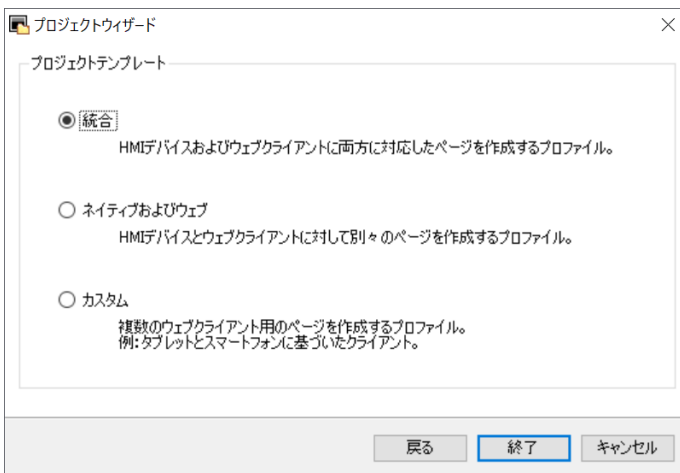 プロジェクトウィザード
プロジェクトテンプレート
統合
HMIデバイスおよびウェブクライアントに両方に対応したページを作成するプロファイル。
ネイティブおよびウェブ
HMIデバイスとウェブクライアントに対して別々のページを作成するプロファイル。
カスタム
複数のウェブクライアント用のページを作成するプロファイル。
例:タブレットとスマートフォンに基づいたクライアント。
戻る
終了
キャンセル